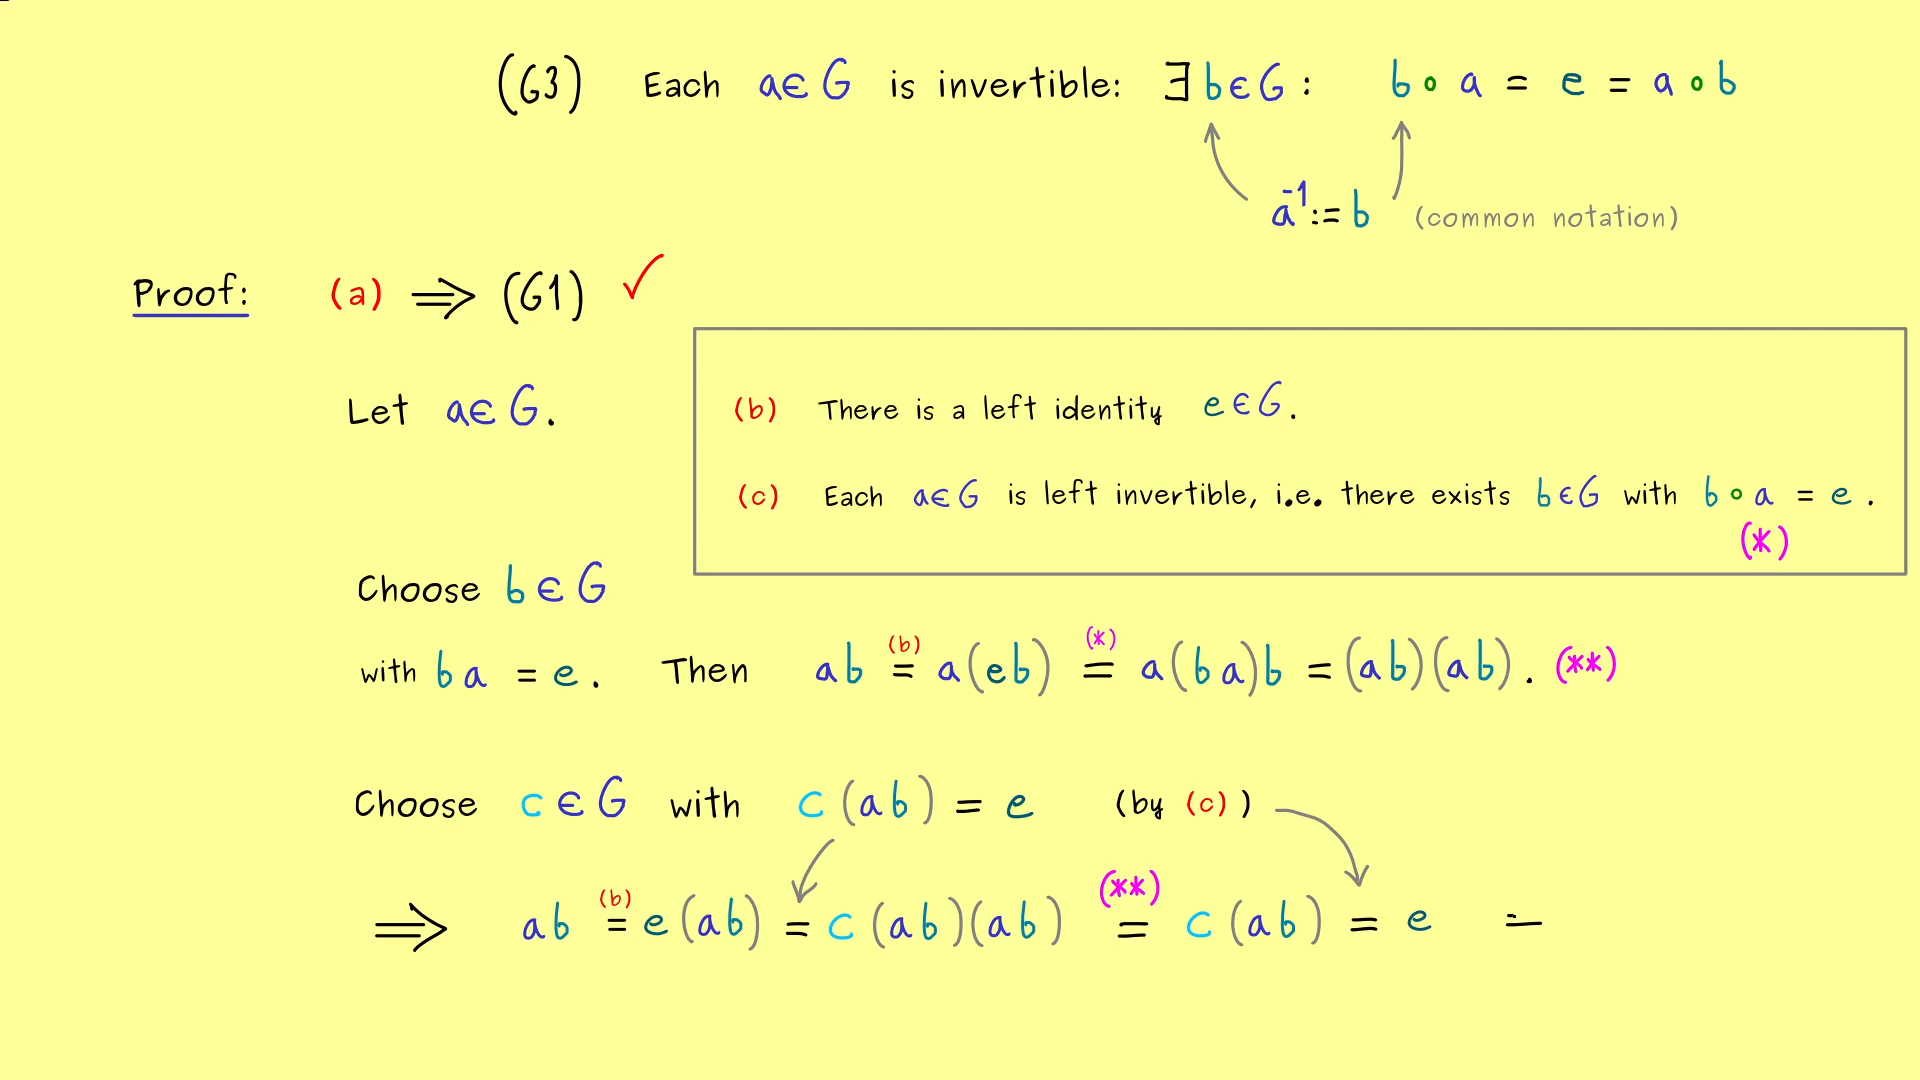 (G3) Each a∈G is invertible: ∃ b∈G : b∘a = e = a∘b
a⁻¹ := b (common notation)
Proof: (a) ⟹ (G1) ✓
Let a∈G.
(b) There is a left identity e∈G.
(c) Each a∈G is left invertible, i.e. there exists b∈G with b∘a = e.
(*)
Choose b∈G
(b) (*)
with ba = e. Then ab = a(eb) = a(ba)b = (ab)(ab). (**)
Choose c∈G with c(ab) = e (by (c))
(b) (**)
⟹ ab = e(ab) = c(ab)(ab) = c(ab) = e